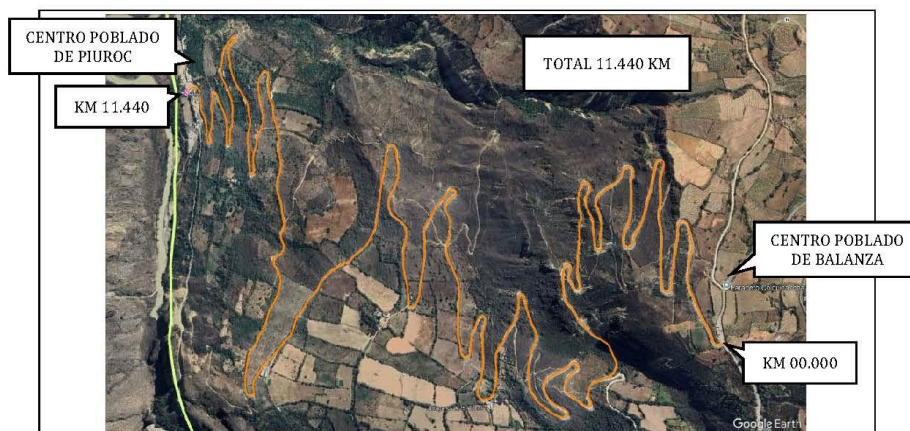 CENTRO POBLADO
DE PIUROC
KM 11.440
TOTAL 11.440 KM
CENTRO POBLADO
DE BALANZA
KM 00.000
Google Earth